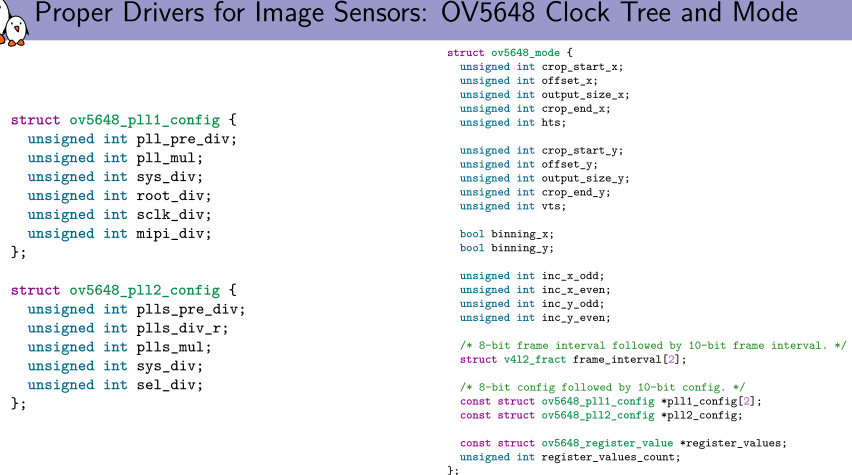 Proper Drivers for Image Sensors: OV5648 Clock Tree and Mode
struct ov5648_pll1_config {
  unsigned int pll_pre_div;
  unsigned int pll_mul;
  unsigned int sys_div;
  unsigned int root_div;
  unsigned int sclk_div;
  unsigned int mipi_div;
};

struct ov5648_pll2_config {
  unsigned int plls_pre_div;
  unsigned int plls_div_r;
  unsigned int plls_mul;
  unsigned int sys_div;
  unsigned int sel_div;
};

struct ov5648_mode {
  unsigned int crop_start_x;
  unsigned int offset_x;
  unsigned int output_size_x;
  unsigned int crop_end_x;
  unsigned int hts;

  unsigned int crop_start_y;
  unsigned int offset_y;
  unsigned int output_size_y;
  unsigned int crop_end_y;
  unsigned int vts;

  bool binning_x;
  bool binning_y;

  unsigned int inc_x_odd;
  unsigned int inc_x_even;
  unsigned int inc_y_odd;
  unsigned int inc_y_even;

  /* 8-bit frame interval followed by 10-bit frame interval. */
  struct v4l2_fract frame_interval[2];

  /* 8-bit config followed by 10-bit config. */
  const struct ov5648_pll1_config *pll1_config[2];
  const struct ov5648_pll2_config *pll2_config;

  const struct ov5648_register_value *register_values;
  unsigned int register_values_count;
};